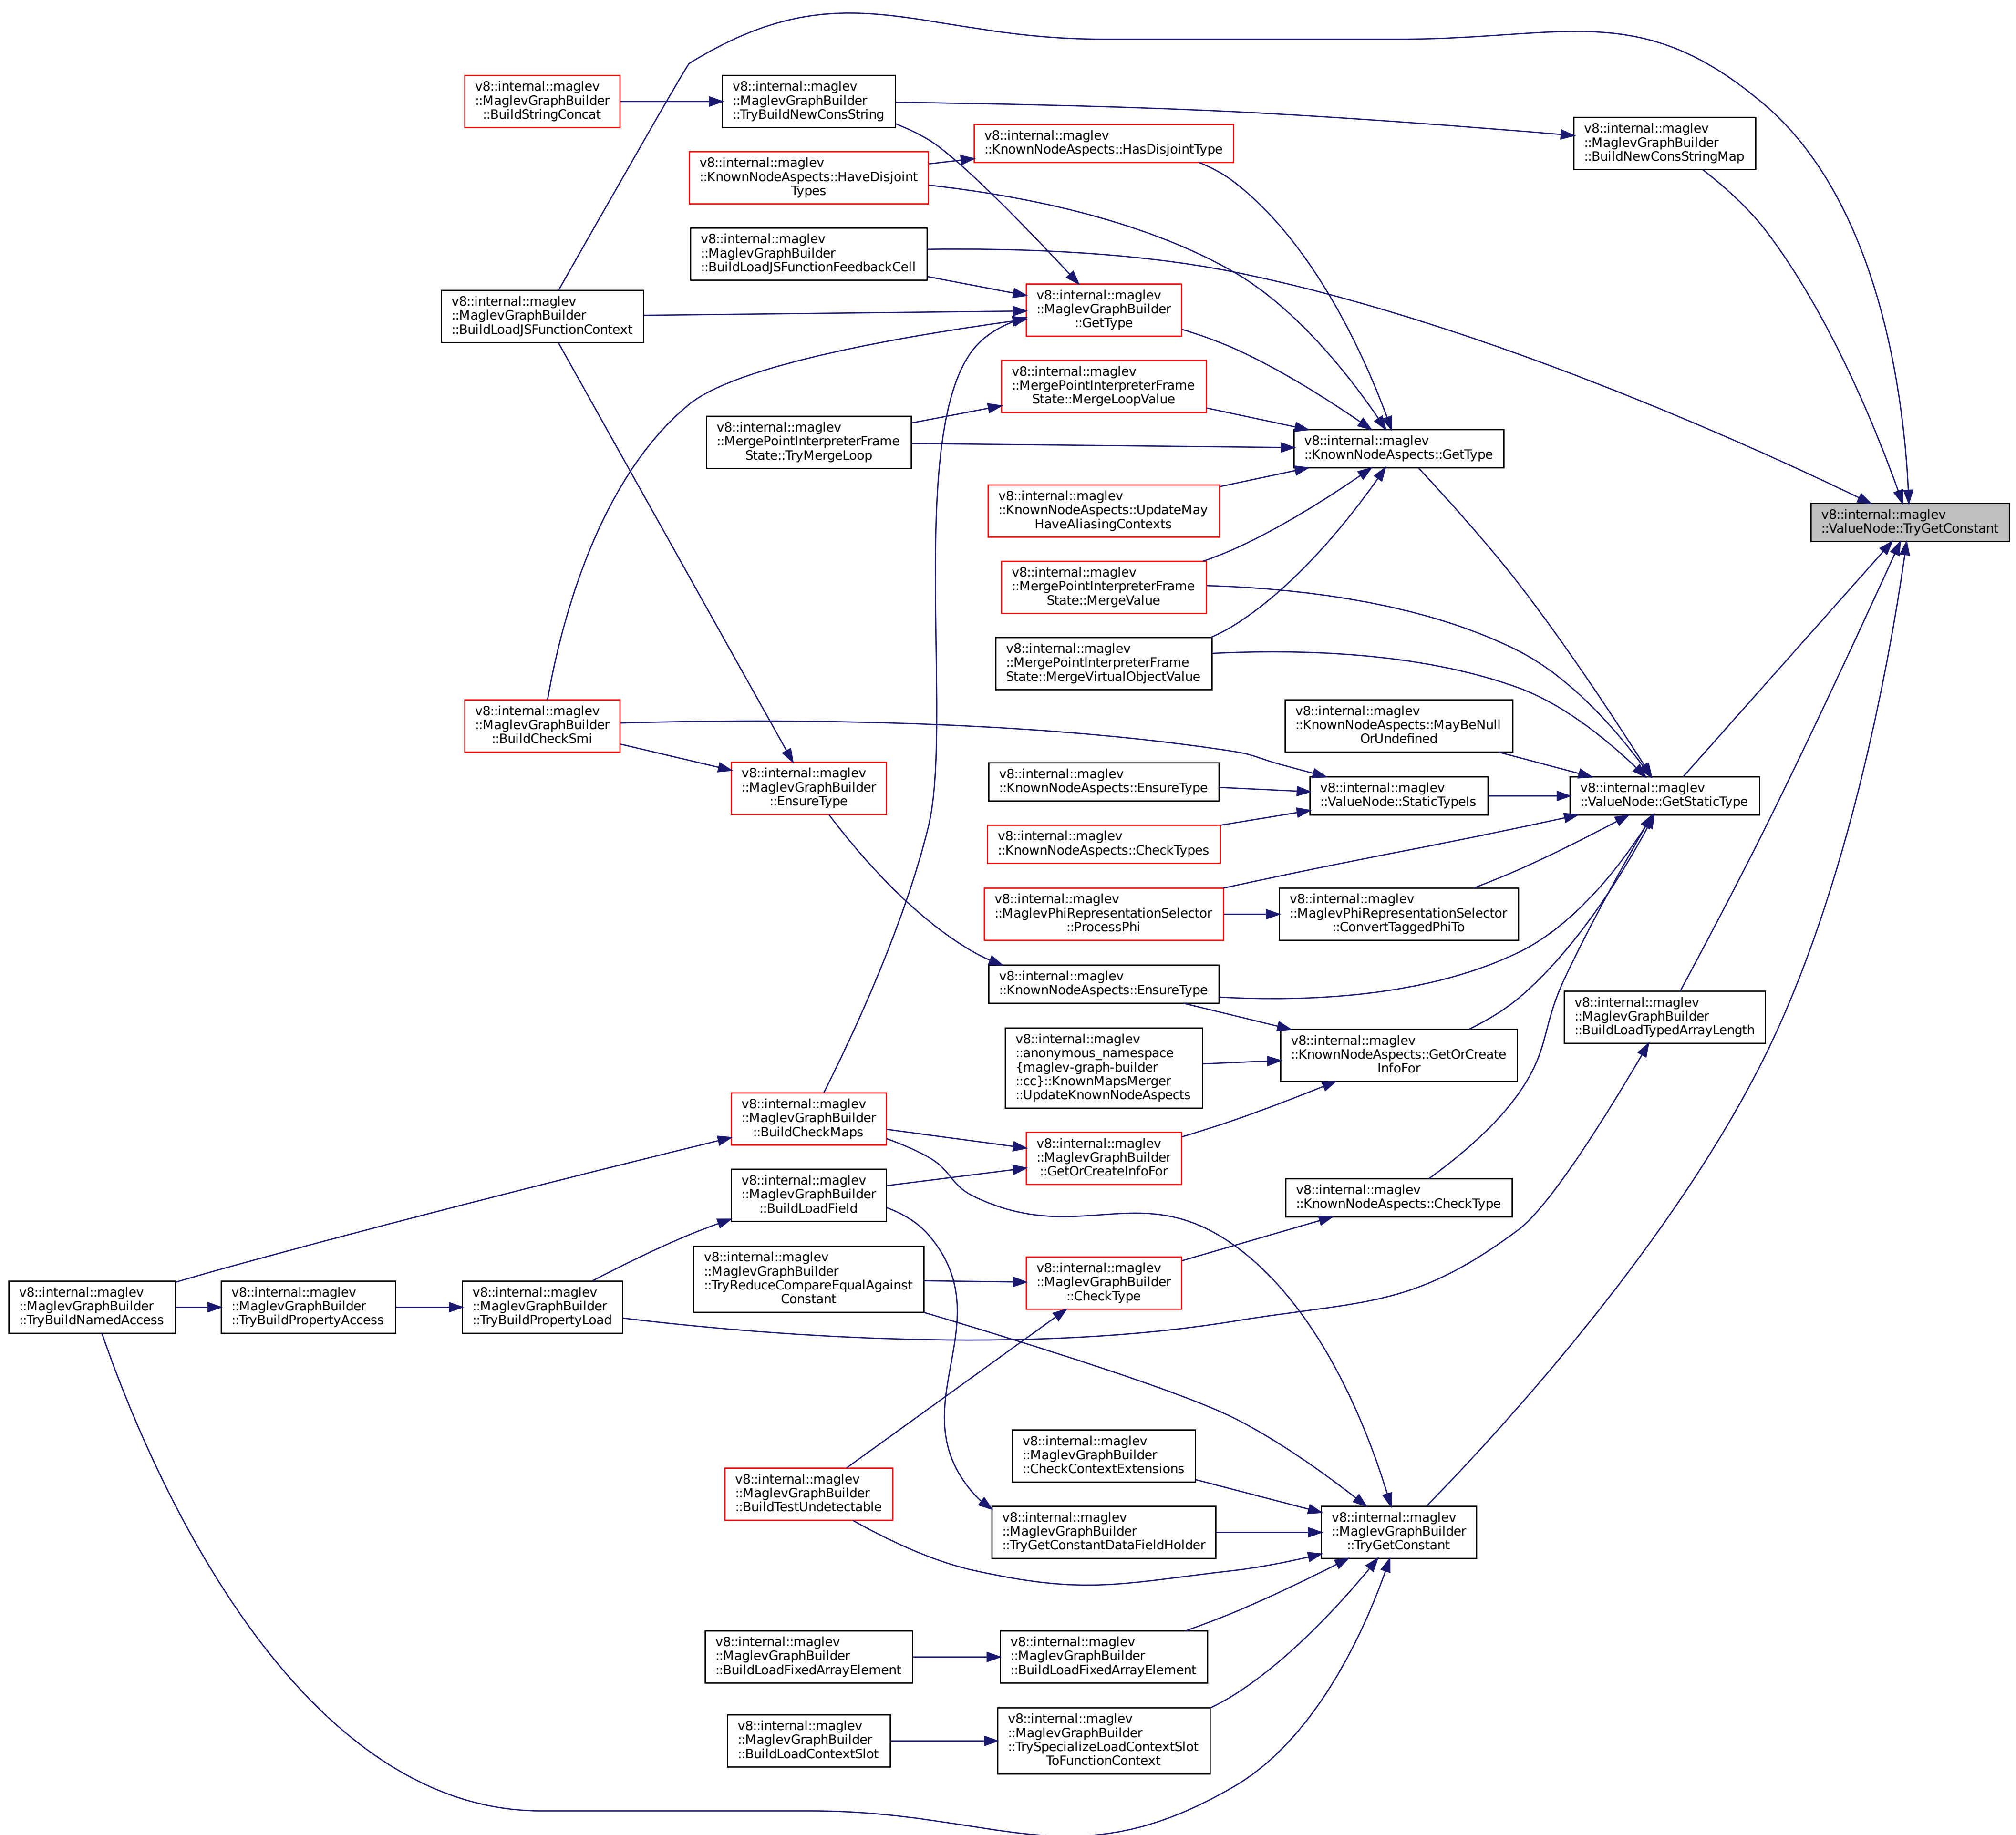 v8::internal::maglev
::MaglevGraphBuilder
::BuildStringConcat
v8::internal::maglev
::MaglevGraphBuilder
::TryBuildNewConsString
v8::internal::maglev
::KnownNodeAspects::HasDisjointType
v8::internal::maglev
::MaglevGraphBuilder
::BuildNewConsStringMap
v8::internal::maglev
::KnownNodeAspects::HaveDisjoint
Types
v8::internal::maglev
::MaglevGraphBuilder
::BuildLoadJSFunctionFeedbackCell
v8::internal::maglev
::MaglevGraphBuilder
::BuildLoadJSFunctionContext
v8::internal::maglev
::MaglevGraphBuilder
::GetType
v8::internal::maglev
::MergePointInterpreterFrame
State::MergeLoopValue
v8::internal::maglev
::MergePointInterpreterFrame
State::TryMergeLoop
v8::internal::maglev
::KnownNodeAspects::GetType
v8::internal::maglev
::KnownNodeAspects::UpdateMay
HaveAliasingContexts
v8::internal::maglev
::ValueNode::TryGetConstant
v8::internal::maglev
::MergePointInterpreterFrame
State::MergeValue
v8::internal::maglev
::MergePointInterpreterFrame
State::MergeVirtualObjectValue
v8::internal::maglev
::MaglevGraphBuilder
::BuildCheckSmi
v8::internal::maglev
::KnownNodeAspects::MayBeNull
OrUndefined
v8::internal::maglev
::MaglevGraphBuilder
::EnsureType
v8::internal::maglev
::KnownNodeAspects::EnsureType
v8::internal::maglev
::ValueNode::StaticTypeIs
v8::internal::maglev
::ValueNode::GetStaticType
v8::internal::maglev
::KnownNodeAspects::CheckTypes
v8::internal::maglev
::MaglevPhiRepresentationSelector
::ProcessPhi
v8::internal::maglev
::MaglevPhiRepresentationSelector
::ConvertTaggedPhiTo
v8::internal::maglev
::KnownNodeAspects::EnsureType
v8::internal::maglev
::MaglevGraphBuilder
::BuildLoadTypedArrayLength
v8::internal::maglev
::anonymous_namespace
{maglev-graph-builder
::cc}::KnownMapsMerger
::UpdateKnownNodeAspects
v8::internal::maglev
::KnownNodeAspects::GetOrCreate
InfoFor
v8::internal::maglev
::MaglevGraphBuilder
::BuildCheckMaps
v8::internal::maglev
::MaglevGraphBuilder
::GetOrCreateInfoFor
v8::internal::maglev
::MaglevGraphBuilder
::BuildLoadField
v8::internal::maglev
::KnownNodeAspects::CheckType
v8::internal::maglev
::MaglevGraphBuilder
::TryReduceCompareEqualAgainst
Constant
v8::internal::maglev
::MaglevGraphBuilder
::CheckType
v8::internal::maglev
::MaglevGraphBuilder
::TryBuildNamedAccess
v8::internal::maglev
::MaglevGraphBuilder
::TryBuildPropertyAccess
v8::internal::maglev
::MaglevGraphBuilder
::TryBuildPropertyLoad
v8::internal::maglev
::MaglevGraphBuilder
::CheckContextExtensions
v8::internal::maglev
::MaglevGraphBuilder
::BuildTestUndetectable
v8::internal::maglev
::MaglevGraphBuilder
::TryGetConstantDataFieldHolder
v8::internal::maglev
::MaglevGraphBuilder
::TryGetConstant
v8::internal::maglev
::MaglevGraphBuilder
::BuildLoadFixedArrayElement
v8::internal::maglev
::MaglevGraphBuilder
::BuildLoadFixedArrayElement
v8::internal::maglev
::MaglevGraphBuilder
::BuildLoadContextSlot
v8::internal::maglev
::MaglevGraphBuilder
::TrySpecializeLoadContextSlot
ToFunctionContext